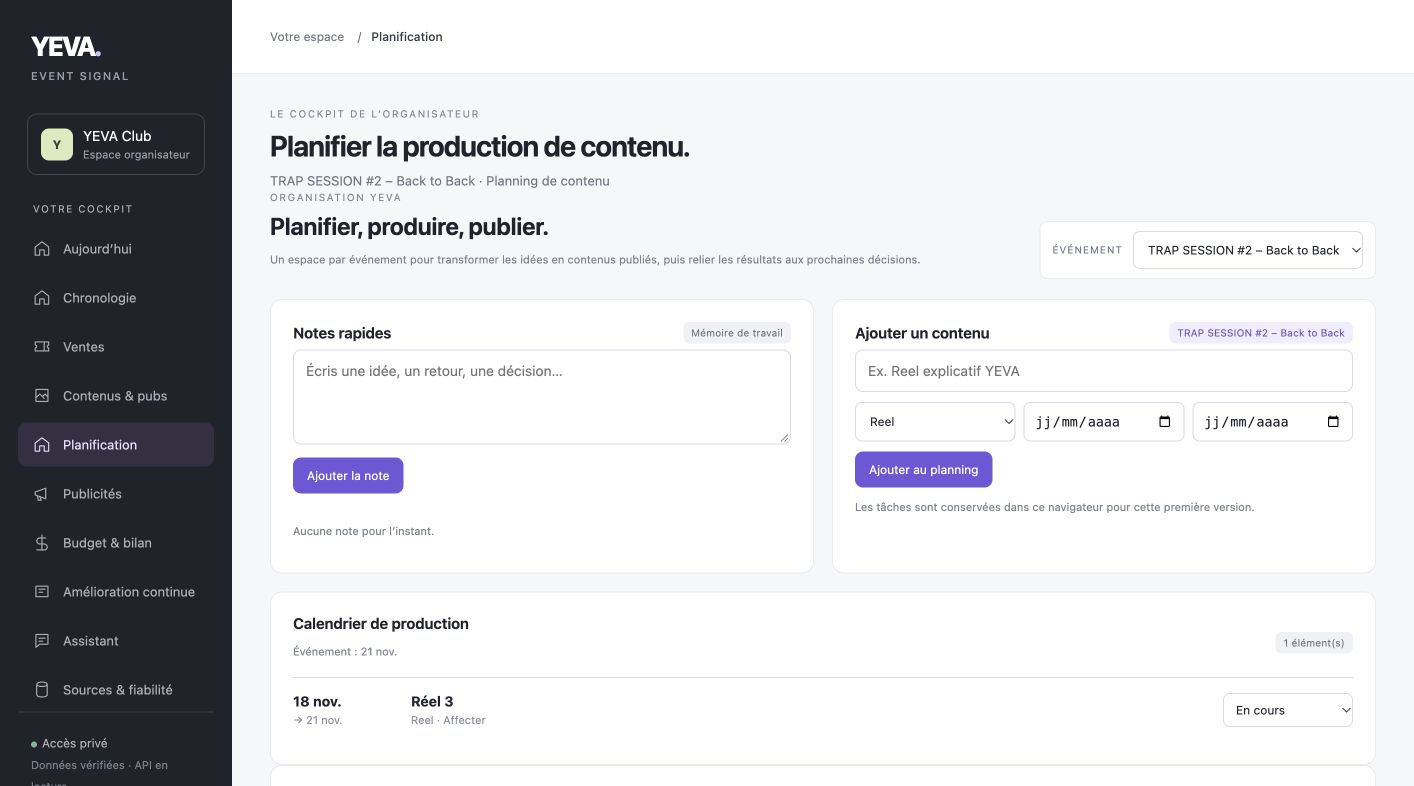 YEVA.
EVENT SIGNAL
Y
YEVA Club
Espace organisateur
VOTRE COCKPIT
Aujourd'hui
Chronologie
Ventes
Contenus & pubs
Planification
Publicités
Budget & bilan
Amélioration continue
Assistant
Sources & fiabilité
Accès privé
Données vérifiées · API en
lecture
Votre espace / Planification
LE COCKPIT DE L'ORGANISATEUR
Planifier la production de contenu.
TRAP SESSION #2 – Back to Back · Planning de contenu
ORGANISATION YEVA
Planifier, produire, publier.
Un espace par événement pour transformer les idées en contenus publiés, puis relier les résultats aux prochaines décisions.
ÉVÉNEMENT
TRAP SESSION #2 – Back to Back
Notes rapides
Mémoire de travail
Écris une idée, un retour, une décision...
Ajouter la note
Aucune note pour l'instant.
Ajouter un contenu
TRAP SESSION #2 – Back to Back
Ex. Reel explicatif YEVA
Reel
jj/mm/aaaa
jj/mm/aaaa
Ajouter au planning
Les tâches sont conservées dans ce navigateur pour cette première version.
Calendrier de production
Événement : 21 nov.
1 élément(s)
18 nov.
→ 21 nov.
Réel 3
Reel · Affecter
En cours